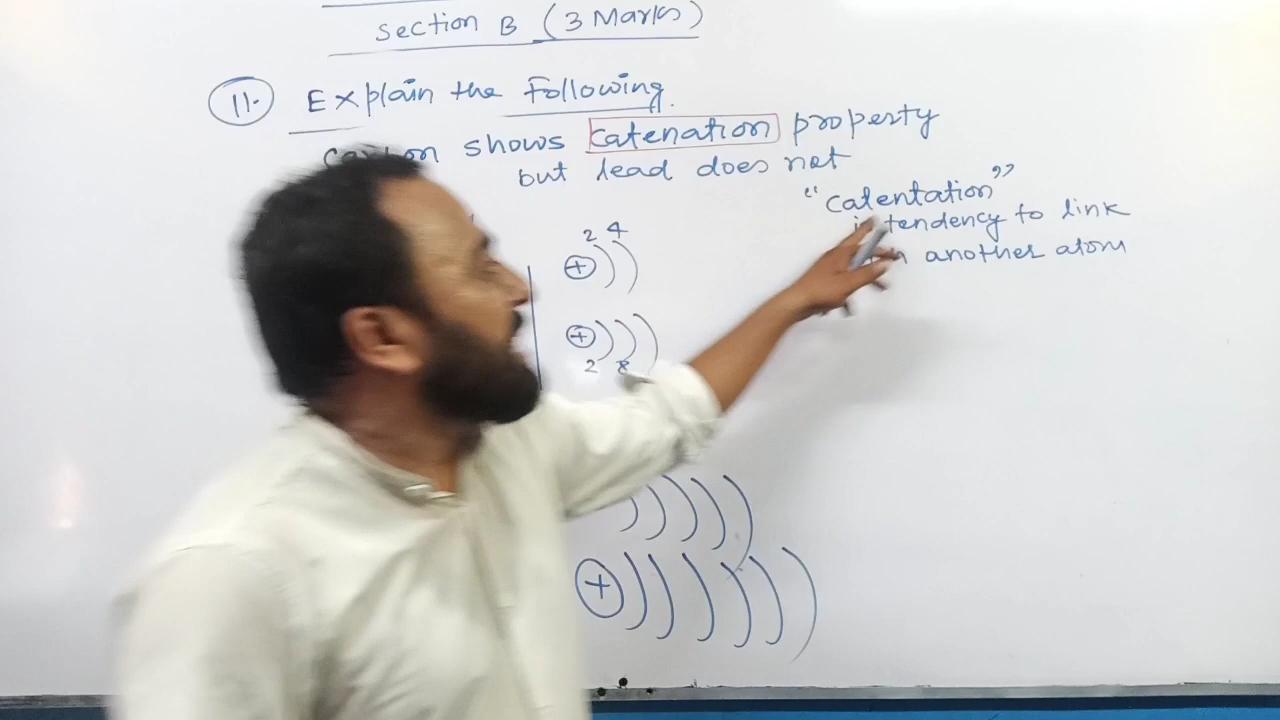 Section B (3 Marks)
11. Explain the following.
shows catenation property
but lead does not
"catentation"
tendency to link
another atom
2 4
+
+
2 8
+